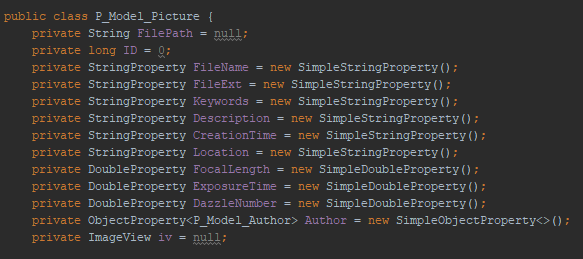 public class P_Model_Picture {
private String FilePath = null;
private long ID = 0;
private StringProperty FileName = new SimpleStringProperty();
private StringProperty FileExt = new SimpleStringProperty();
private StringProperty Keywords = new SimpleStringProperty();
private StringProperty Description = new SimpleStringProperty();
private StringProperty CreationTime = new SimpleStringProperty();
private StringProperty Location = new SimpleStringProperty();
private DoubleProperty FocalLength = new SimpleDoubleProperty();
private DoubleProperty ExposureTime = new SimpleDoubleProperty();
private DoubleProperty DazzleNumber = new SimpleDoubleProperty();
private ObjectProperty<P_Model_Author> Author = new SimpleObjectProperty<>();
private ImageView iv = null;